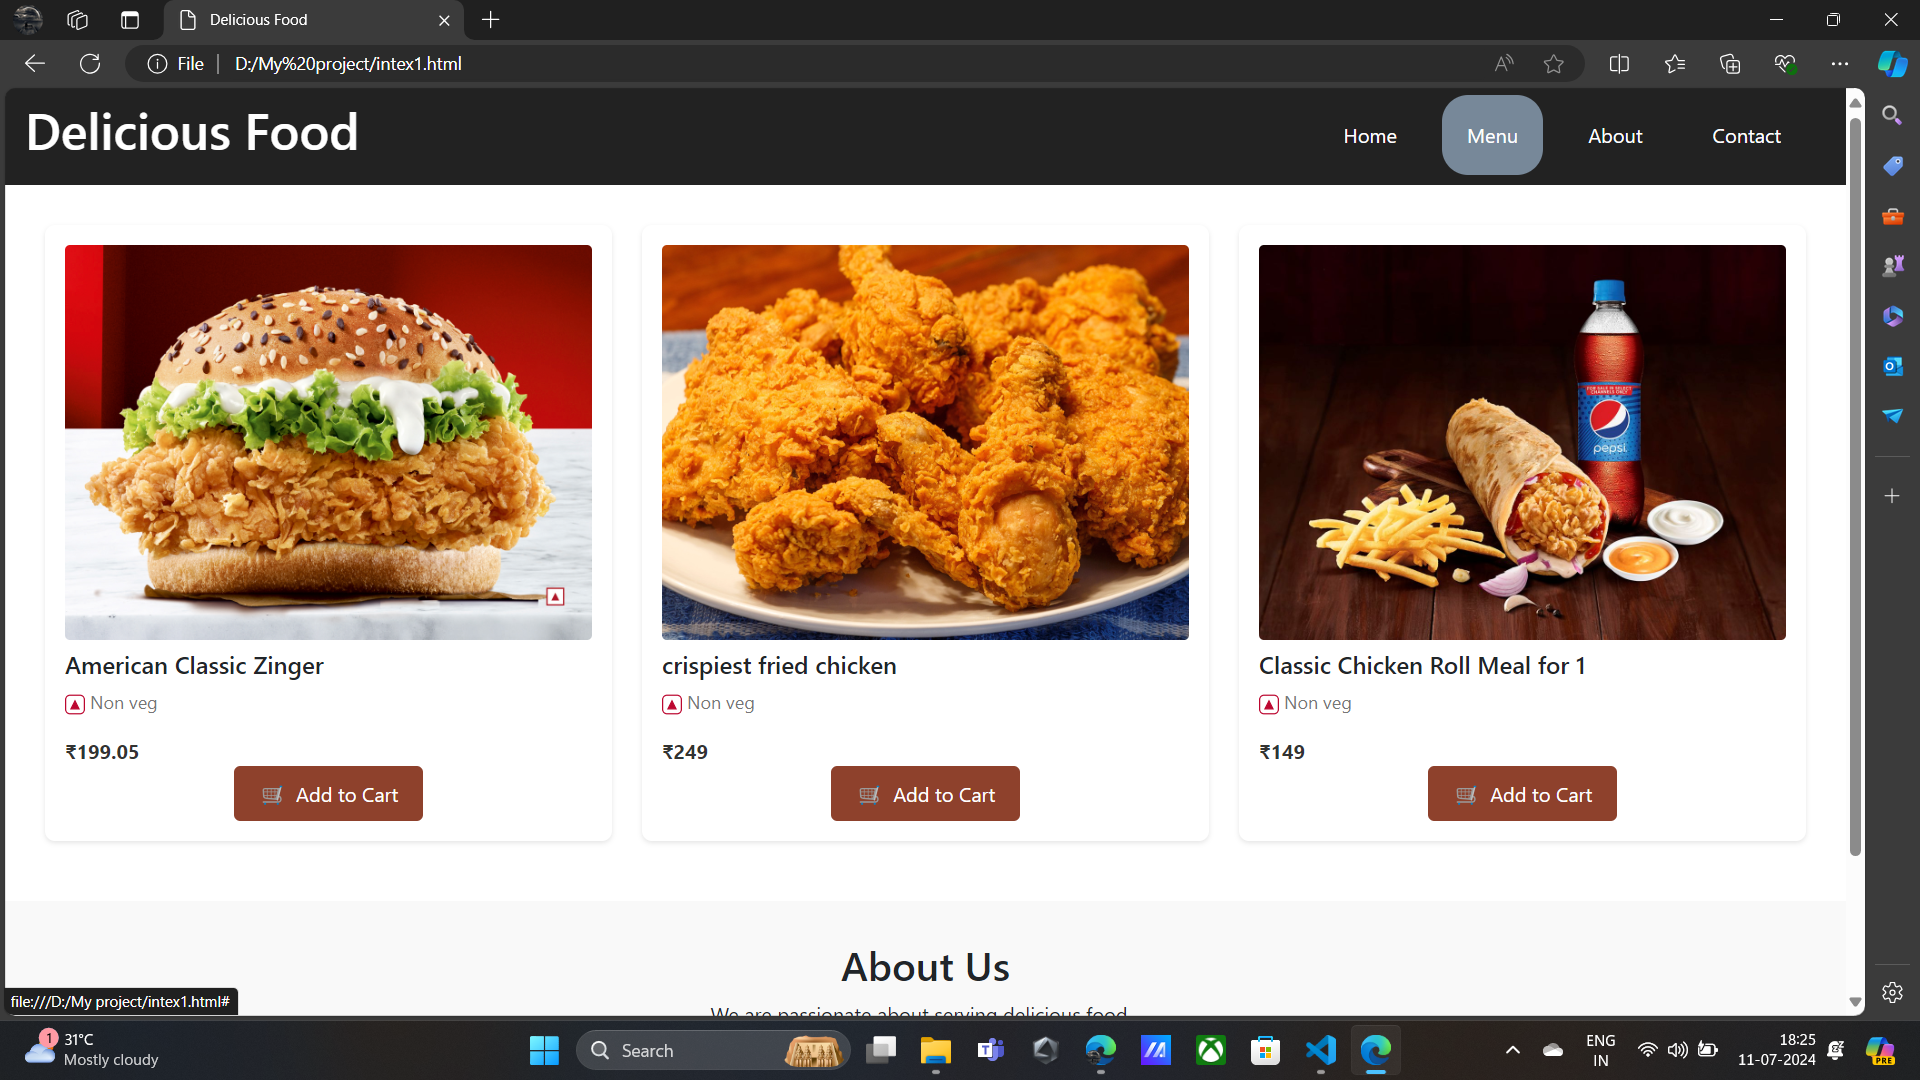 Delicious Food
File
D:/My%20project/intex1.html
Delicious Food
Home
Menu
About
Contact
pepsi
American Classic Zinger
Non veg
₹199.05
Add to Cart
crispiest fried chicken
Non veg
₹249
Add to Cart
Classic Chicken Roll Meal for 1
Non veg
₹149
Add to Cart
About Us
We are passionate about serving delicious food
file:///D:/My project/intex1.html#
1
31°C
Mostly cloudy
Search
ENG
IN
18:25
11-07-2024
PRE